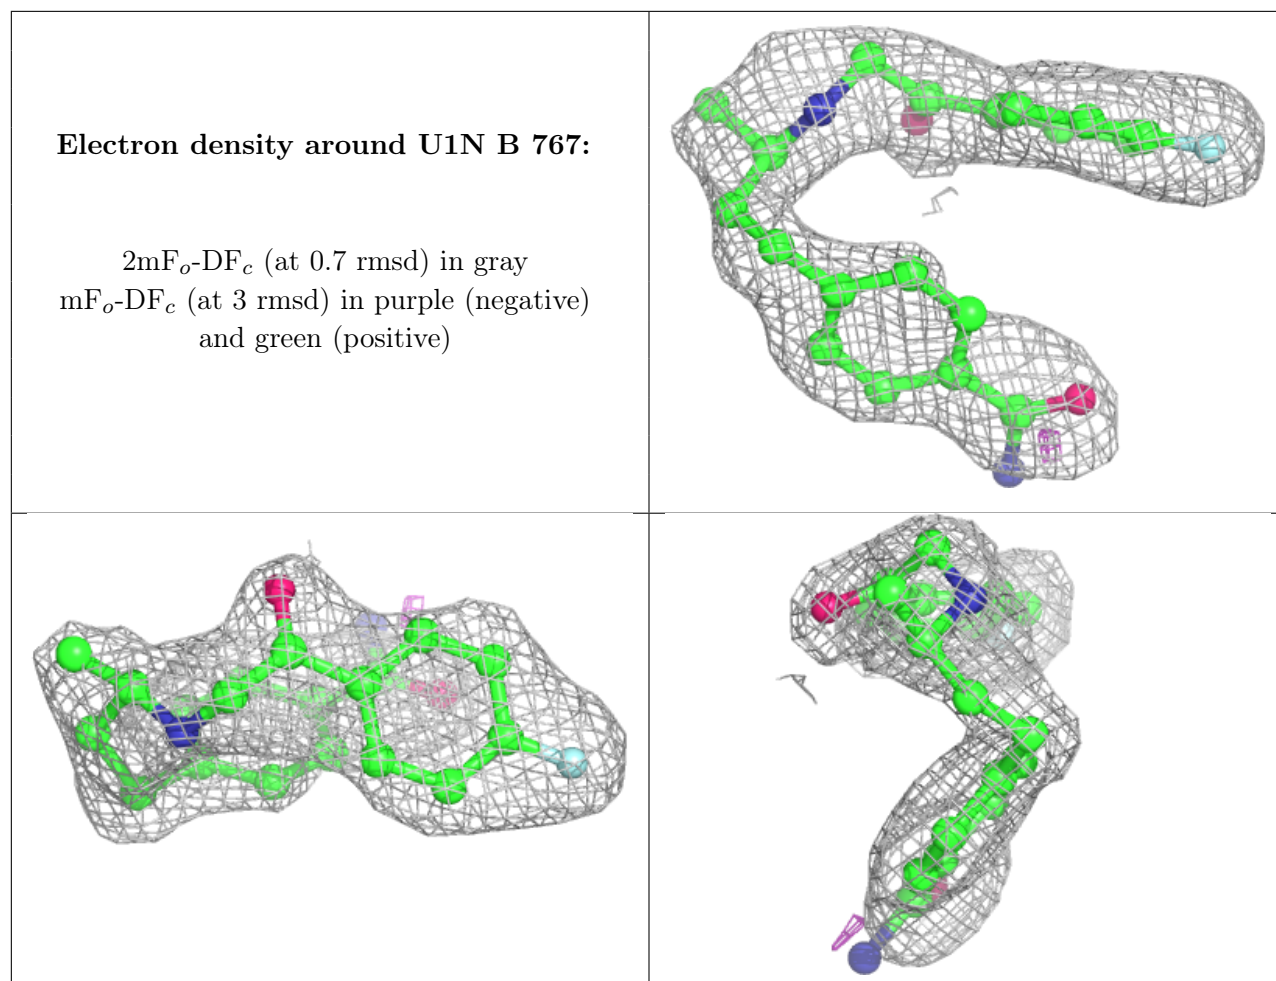 Electron density around U1N B 767:
2mFₒ-DF𝒸 (at 0.7 rmsd) in gray
mFₒ-DF𝒸 (at 3 rmsd) in purple (negative)
and green (positive)